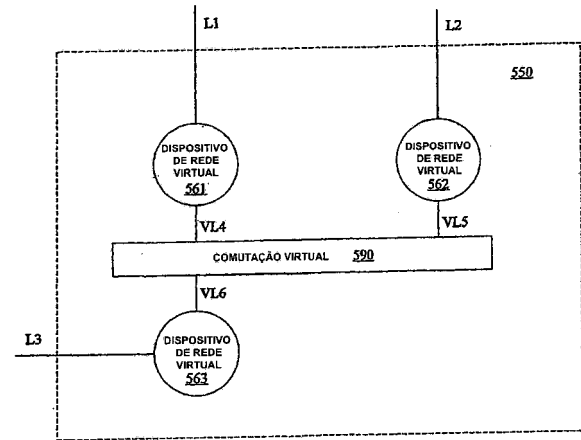 L1
L2
550
DISPOSITIVO
DE REDE
VIRTUAL
561
DISPOSITIVO
DE REDE
VIRTUAL
562
VL4
VL5
COMUTAÇÃO VIRTUAL 590
VL6
L3
DISPOSITIVO
DE REDE
VIRTUAL
563